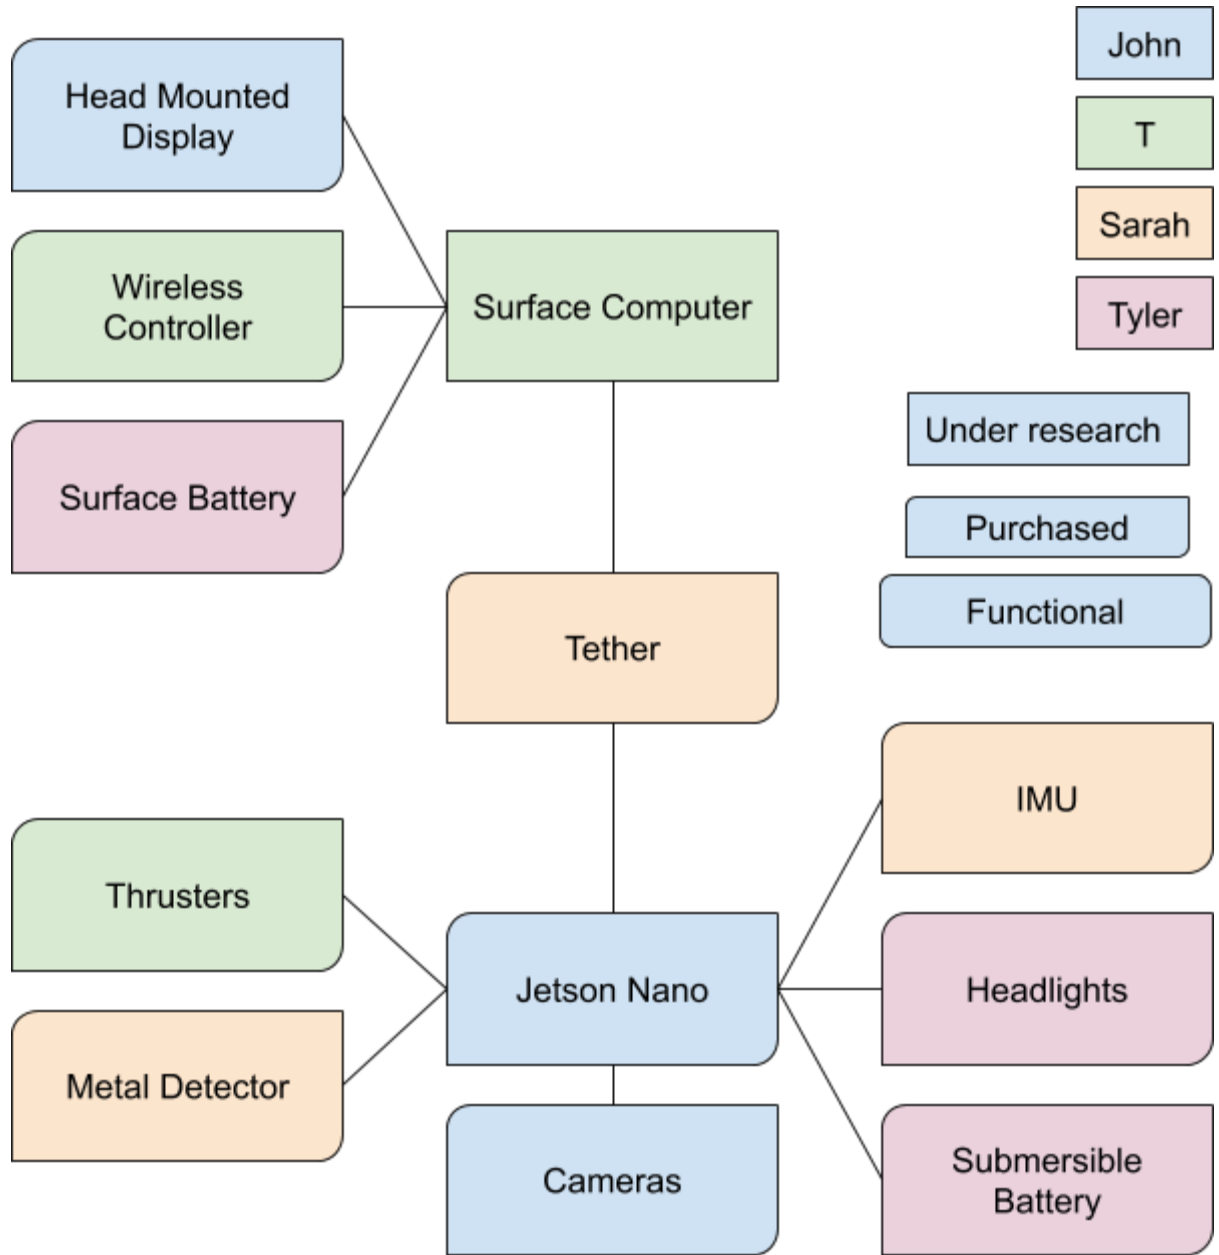 Head Mounted
Display
Wireless
Controller
Surface Battery
Surface Computer
John
T
Sarah
Tyler
Under research
Purchased
Functional
Tether
Thrusters
Metal Detector
Jetson Nano
Cameras
IMU
Headlights
Submersible
Battery